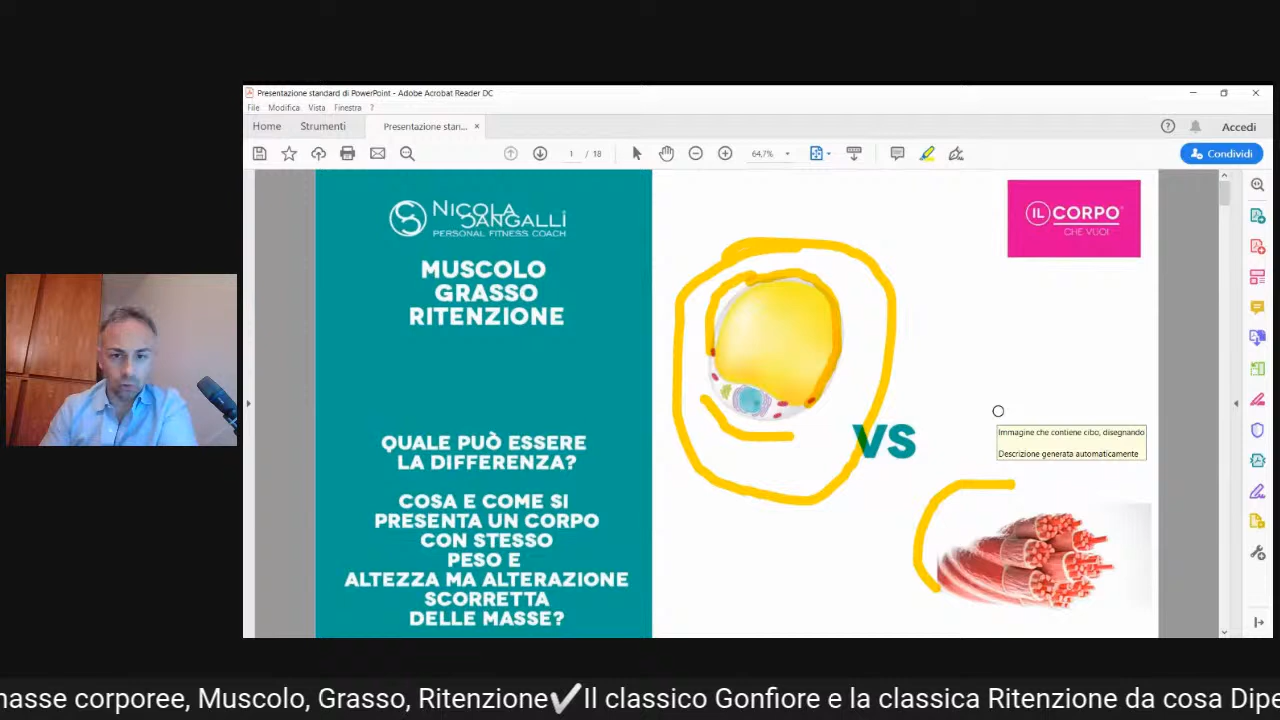 Presentazione standard di PowerPoint - Adobe Acrobat Reader DC
File Modifica Vista Finestra ?
Home Strumenti Presentazione stan... × Accedi
1 / 18 64,7% Condividi
NICOLA
SANGALLI
PERSONAL FITNESS COACH
MUSCOLO
GRASSO
RITENZIONE
QUALE PUÒ ESSERE
LA DIFFERENZA?
COSA E COME SI
PRESENTA UN CORPO
CON STESSO
PESO E
ALTEZZA MA ALTERAZIONE
SCORRETTA
DELLE MASSE?
IL CORPO®
CHE VUOI
VS
Immagine che contiene cibo, disegnando
Descrizione generata automaticamente
masse corporee, Muscolo, Grasso, Ritenzione✔Il classico Gonfiore e la classica Ritenzione da cosa Dipe